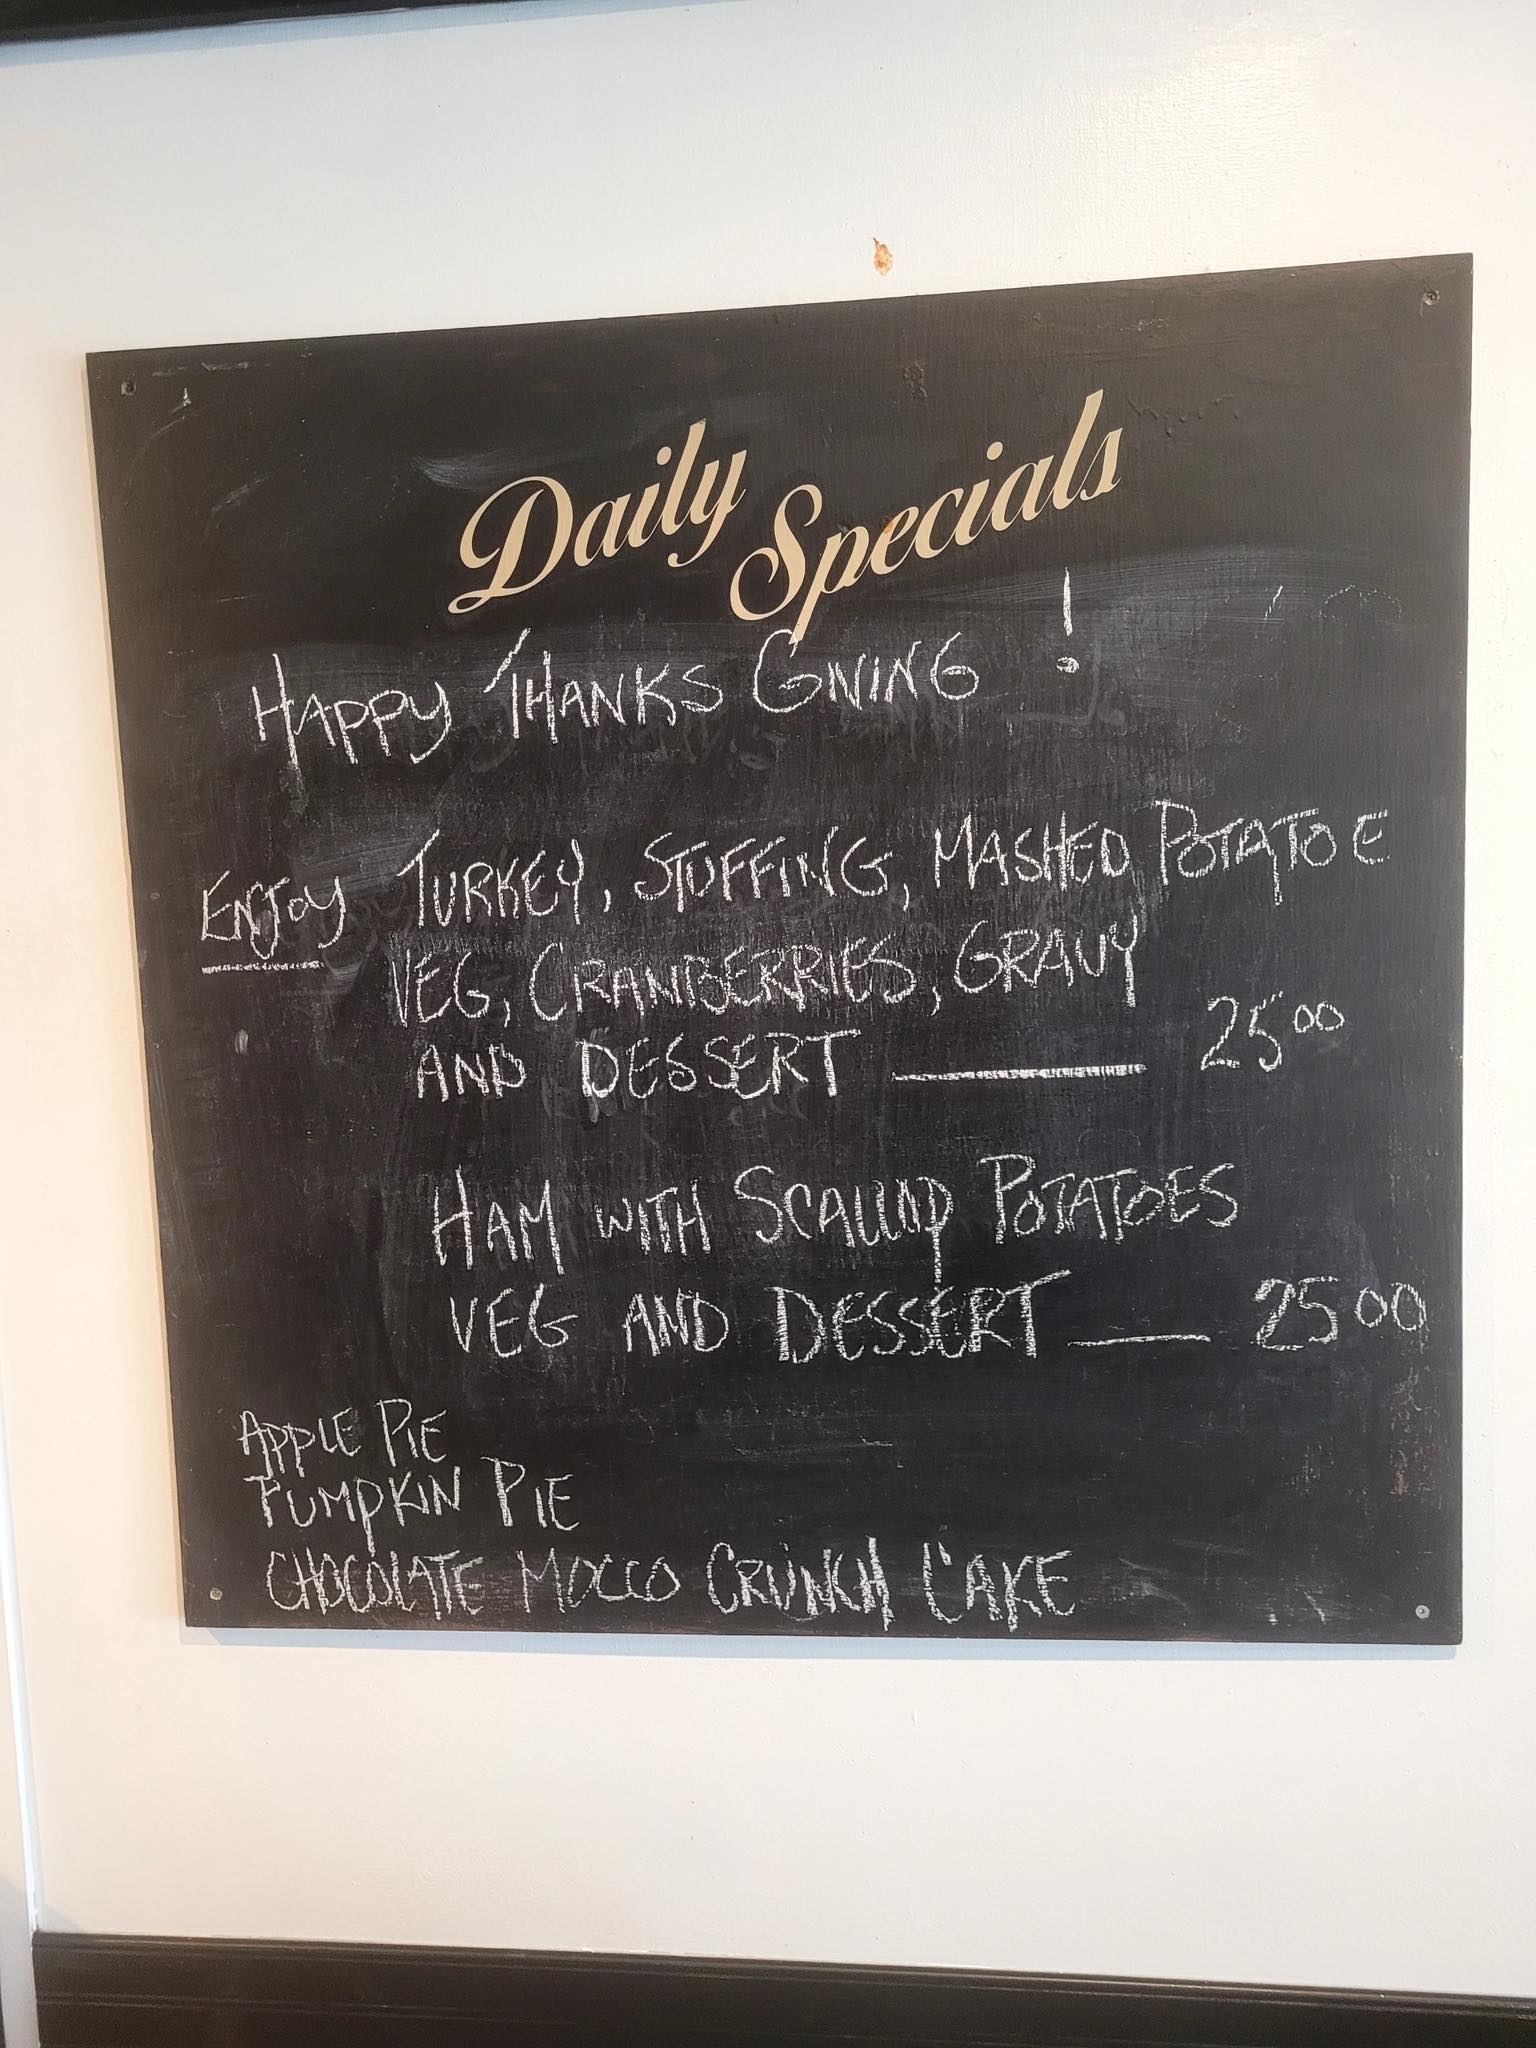 Daily Specials
HAPPY THANKS GIVING !
ENJOY TURKEY, STUFFING, MASHED POTATOE
VEG, CRANBERRIES, GRAVY
AND DESSERT 25.00
HAM WITH SCALLOP POTATOES
VEG AND DESSERT 25 00
APPLE PIE
PUMPKIN PIE
CHOCOLATE MOCCO CRUNCH CAKE